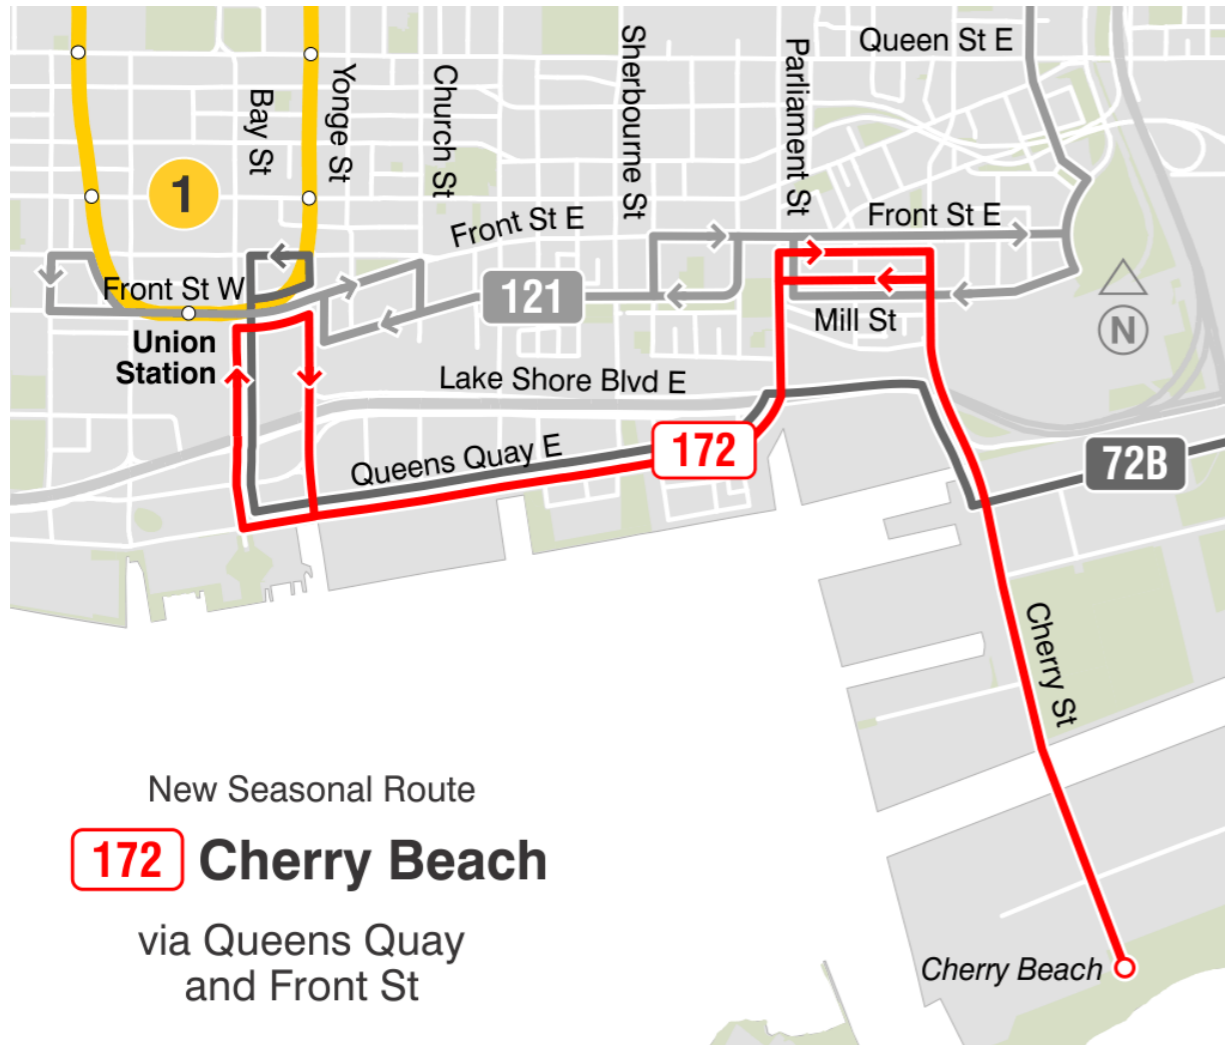 Queen St E
Sherbourne St
Parliament St
Yonge St
Church St
Bay St
1
Front St E
Front St E
Front St W
121
Union
Station
Mill St
N
Lake Shore Blvd E
Queens Quay E
172
72B
Cherry St
New Seasonal Route
172 Cherry Beach
via Queens Quay
and Front St
Cherry Beach